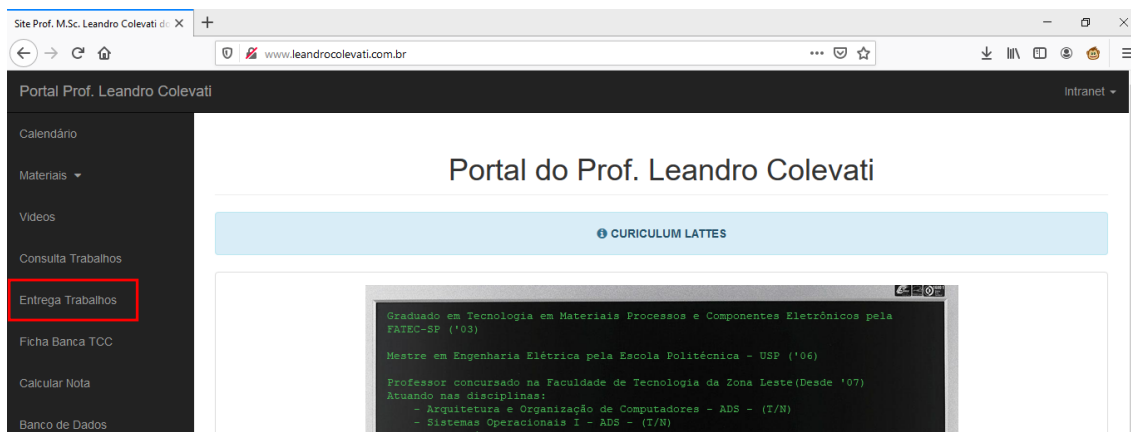 Site Prof. M.Sc. Leandro Colevati do
www.leandrocolevati.com.br
Portal Prof. Leandro Colevati
Intranet
Calendário
Materiais
Videos
Consulta Trabalhos
Entrega Trabalhos
Ficha Banca TCC
Calcular Nota
Banco de Dados
Portal do Prof. Leandro Colevati
CURICULUM LATTES
Graduado em Tecnologia em Materiais Processos e Componentes Eletrônicos pela
FATEC-SP ('03)
Mestre em Engenharia Elétrica pela Escola Politécnica - USP ('06)
Professor concursado na Faculdade de Tecnologia da Zona Leste(Desde '07)
Atuando nas disciplinas:
- Arquitetura e Organização de Computadores - ADS - (T/N)
- Sistemas Operacionais I - ADS - (T/N)